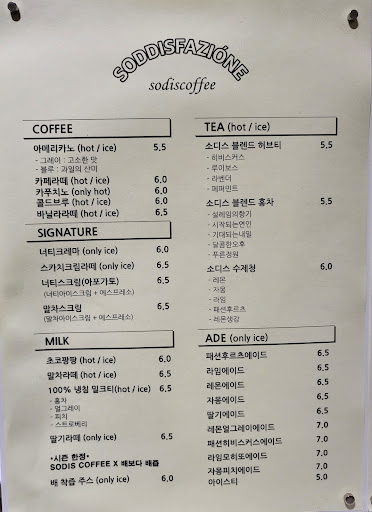 SODDISFAZIÓNE
sodiscoffee
COFFEE
아메리카노 (hot / ice) 5,5
- 그레이 : 고소한 맛
- 블루 : 과일의 산미
카페라떼 (hot / ice) 6,0
카푸치노 (only hot) 6,0
콜드브루 (hot / ice) 6,0
바닐라라떼 (hot / ice) 6,5
SIGNATURE
너티크레마 (only ice) 6,0
스카치크림라떼 (only ice) 6,5
너티스크림(아포가토) 6,5
(너티아이스크림 + 에스프레소)
말차스크림 6,5
(말차아이스크림 + 에스프레소)
MILK
초코팡팡 (hot / ice) 6,0
말차라떼 (hot / ice) 6,5
100% 냉침 밀크티(hot / ice) 6,5
- 홍차
- 얼그레이
- 피치
- 스트로베리
딸기라떼 (only ice) 6,5
*시즌 한정*
SODIS COFFEE X 배보다 배즙
배 착즙 주스 (only ice) 6,0
TEA (hot / ice)
소디스 블렌드 허브티 5,5
- 히비스커스
- 루이보스
- 라벤더
- 페퍼민트
소디스 블렌드 홍차 5,5
- 설레임의향기
- 시작되는연인
- 기대되는내일
- 달콤한오후
- 푸른정원
소디스 수제청 6,0
- 레몬
- 자몽
- 라임
- 패션후르츠
- 레몬생강
ADE (only ice)
패션후르츠에이드 6,5
라임에이드 6,5
레몬에이드 6,5
자몽에이드 6,5
딸기에이드 6,5
레몬얼그레이에이드 7,0
패션히비스커스에이드 7,0
라임모히또에이드 7,0
자몽피치에이드 7,0
아이스티 5,0